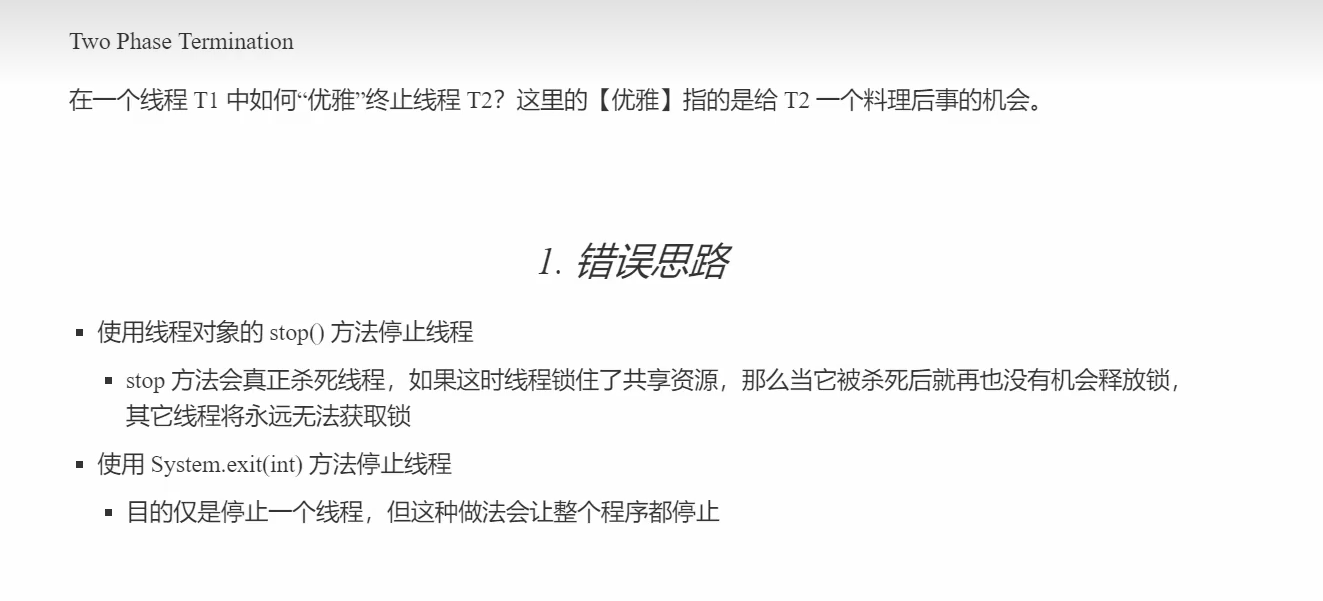 Two Phase Termination
在一个线程 T1 中如何“优雅”终止线程 T2？这里的【优雅】指的是给 T2 一个料理后事的机会。
1. 错误思路
▪ 使用线程对象的 stop() 方法停止线程
▪ stop 方法会真正杀死线程，如果这时线程锁住了共享资源，那么当它被杀死后就再也没有机会释放锁，
其它线程将永远无法获取锁
▪ 使用 System.exit(int) 方法停止线程
▪ 目的仅是停止一个线程，但这种做法会让整个程序都停止